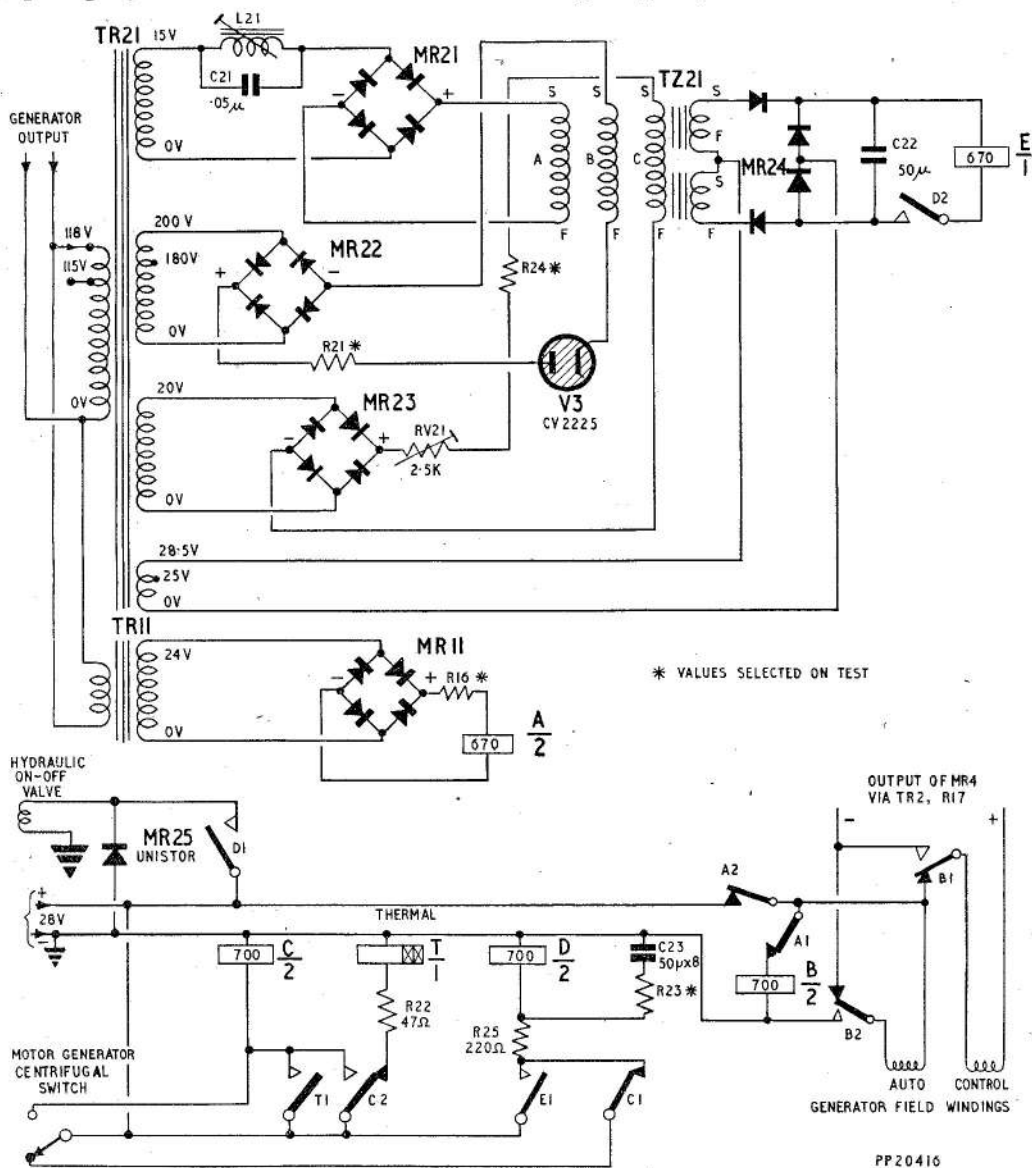 TR21
15V
L21
C21
·05µ
MR21
-
+
0V
GENERATOR
OUTPUT
118V
115V
0V
200V
180V
0V
MR22
+
-
R21 *
20V
0V
MR23
-
+
RV21
2·5K
28·5V
25V
0V
S
A
F
S
B
F
S
C
F
TZ21
S
F
S
F
MR24
C22
50µ
D2
670
E
1
R24 *
V3
CV2225
TR11
24V
0V
MR11
-
+
R16 *
670
A
2
* VALUES SELECTED ON TEST
HYDRAULIC
ON-OFF
VALVE
MR25
UNISTOR
D1
+
28V
-
THERMAL
700
C
2
T
1
R22
47Ω
700
D
2
C23
50µx8
R23 *
R25
220Ω
MOTOR GENERATOR
CENTRIFUGAL
SWITCH
T1
C2
E1
C1
OUTPUT OF MR4
VIA TR2, R17
-
+
A2
A1
B1
700
B
2
B2
AUTO
CONTROL
GENERATOR FIELD WINDINGS
PP20416